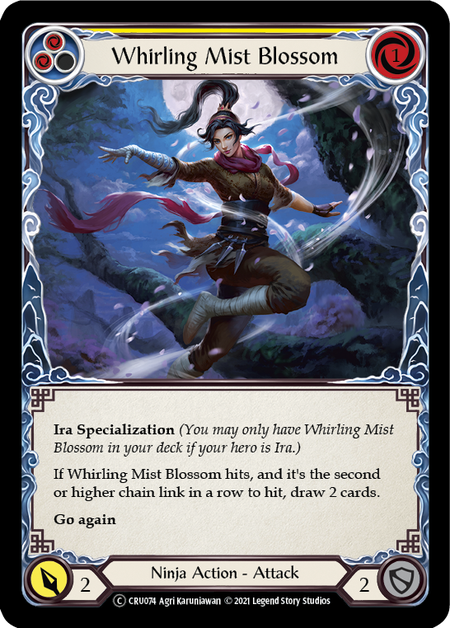 Whirling Mist Blossom
1
Ira Specialization (You may only have Whirling Mist
Blossom in your deck if your hero is Ira.)
If Whirling Mist Blossom hits, and it's the second
or higher chain link in a row to hit, draw 2 cards.
Go again
2
Ninja Action - Attack
2
C CRU074 Agri Karuniawan © 2021 Legend Story Studios